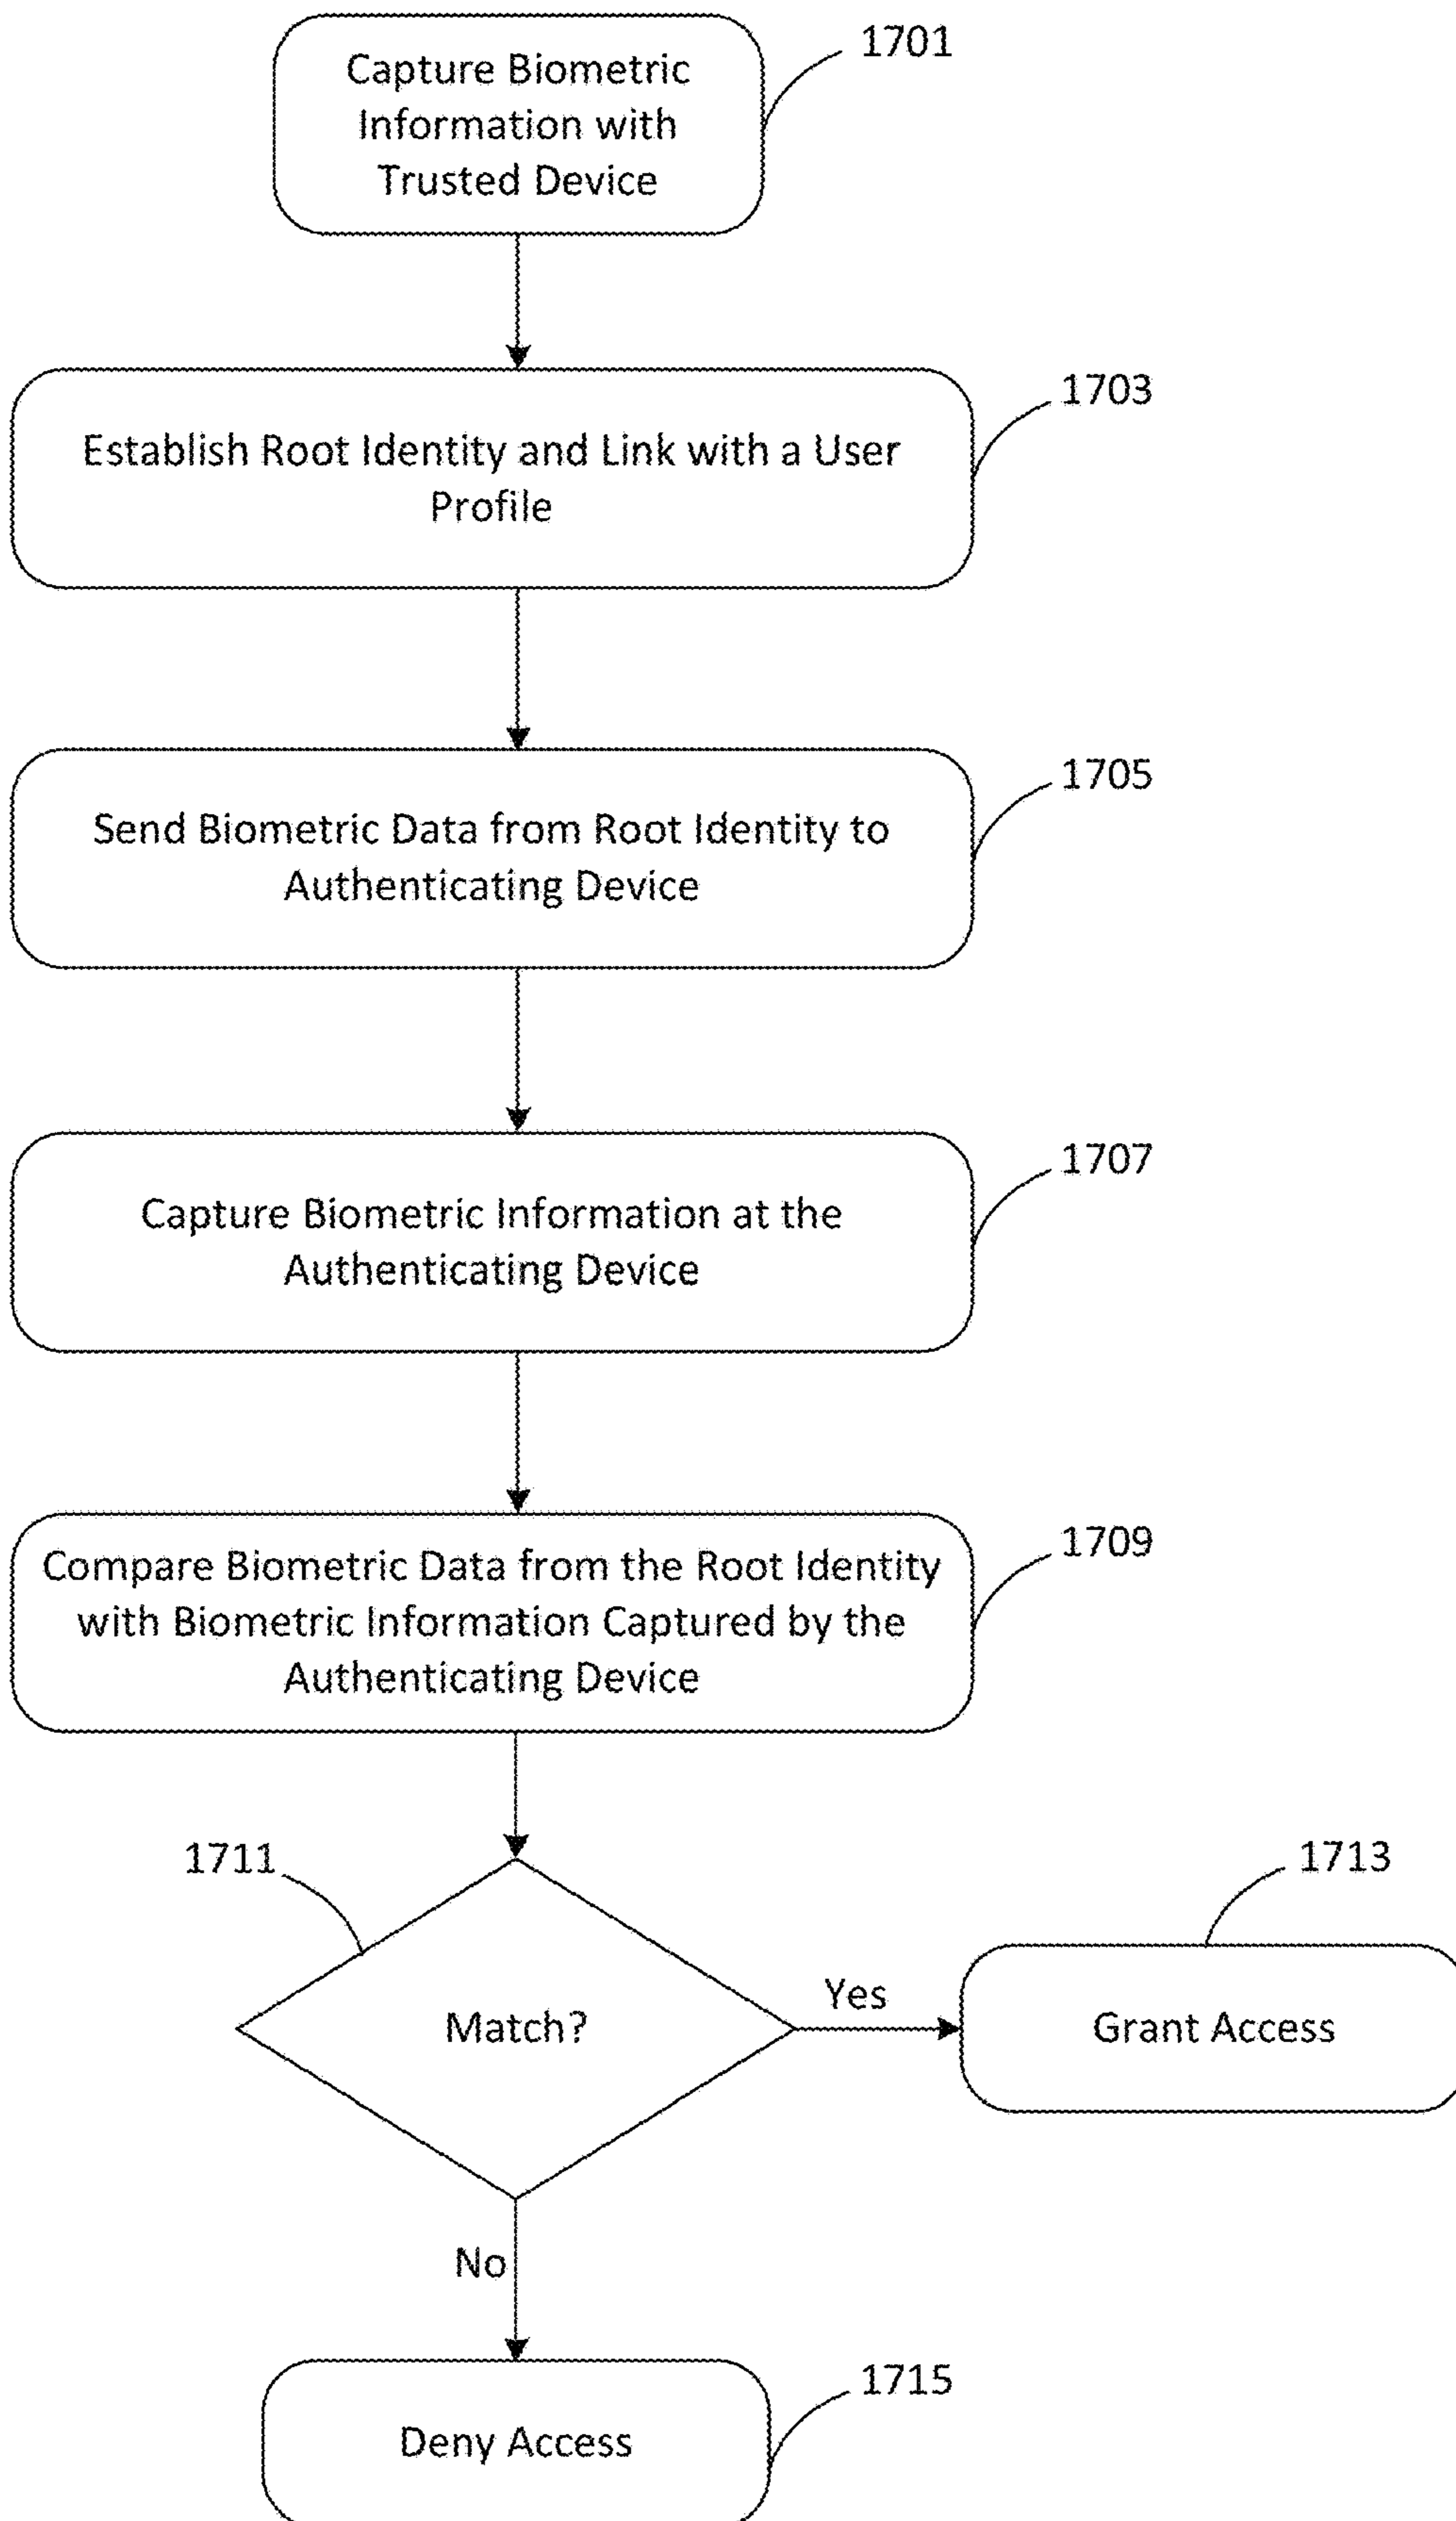 1701
Capture Biometric
Information with
Trusted Device
1703
Establish Root Identity and Link with a User
Profile
1705
Send Biometric Data from Root Identity to
Authenticating Device
1707
Capture Biometric Information at the
Authenticating Device
1709
Compare Biometric Data from the Root Identity
with Biometric Information Captured by the
Authenticating Device
1711
1713
Match?
Yes
Grant Access
No
1715
Deny Access